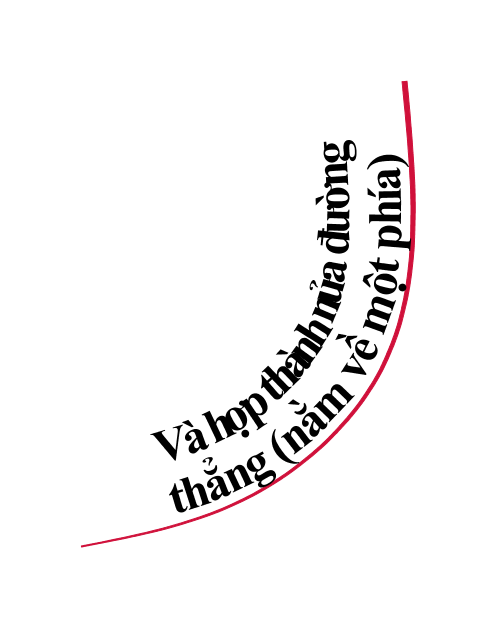 Và hợp thành nửa đường
thẳng (nằm về một phía)